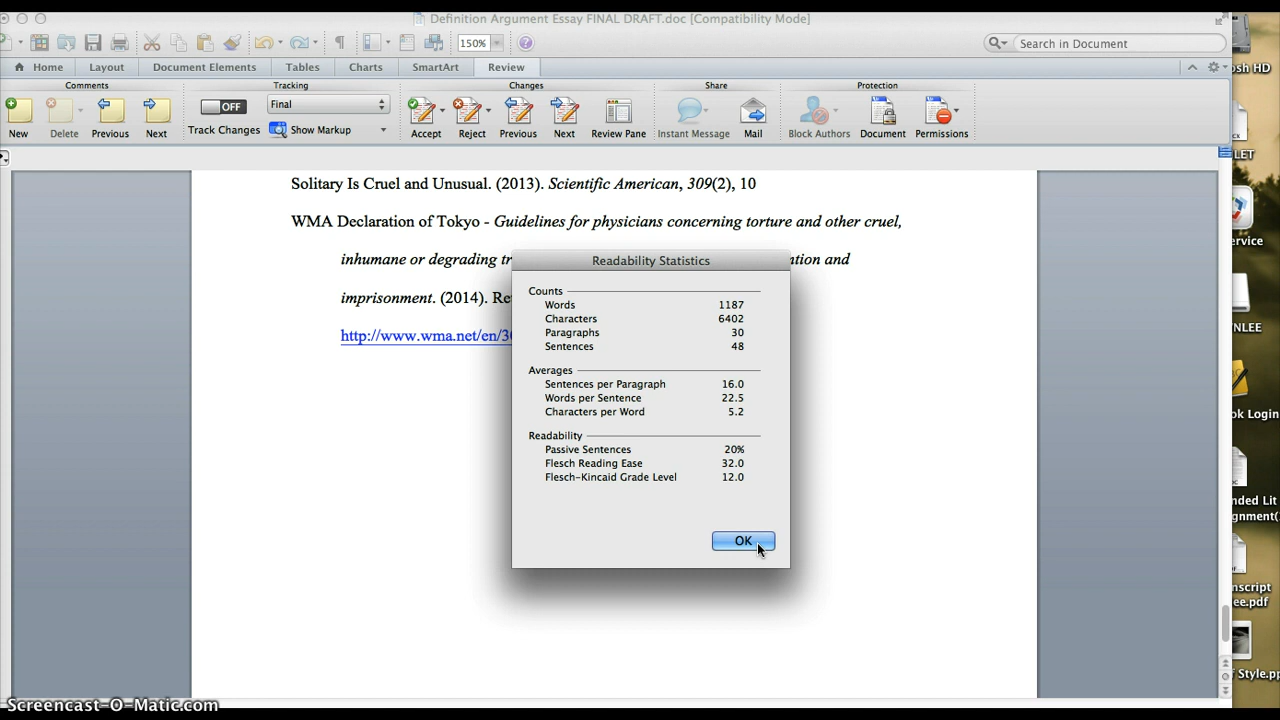 Definition Argument Essay FINAL DRAFT.doc [Compatibility Mode]
150%
Search in Document
Home Layout Document Elements Tables Charts SmartArt Review
Comments Tracking Changes Share Protection
OFF Final
Track Changes Show Markup
New Delete Previous Next Accept Reject Previous Next Review Pane Instant Message Mail Block Authors Document Permissions
Solitary Is Cruel and Unusual. (2013). Scientific American, 309(2), 10
WMA Declaration of Tokyo - Guidelines for physicians concerning torture and other cruel,
inhumane or degrading and
imprisonment. (2014).
http://www.wma.net/en/
Readability Statistics
Counts
Words 1187
Characters 6402
Paragraphs 30
Sentences 48
Averages
Sentences per Paragraph 16.0
Words per Sentence 22.5
Characters per Word 5.2
Readability
Passive Sentences 20%
Flesch Reading Ease 32.0
Flesch-Kincaid Grade Level 12.0
OK
HD
Login
Lit
Style.pp
Screencast-O-Matic.com